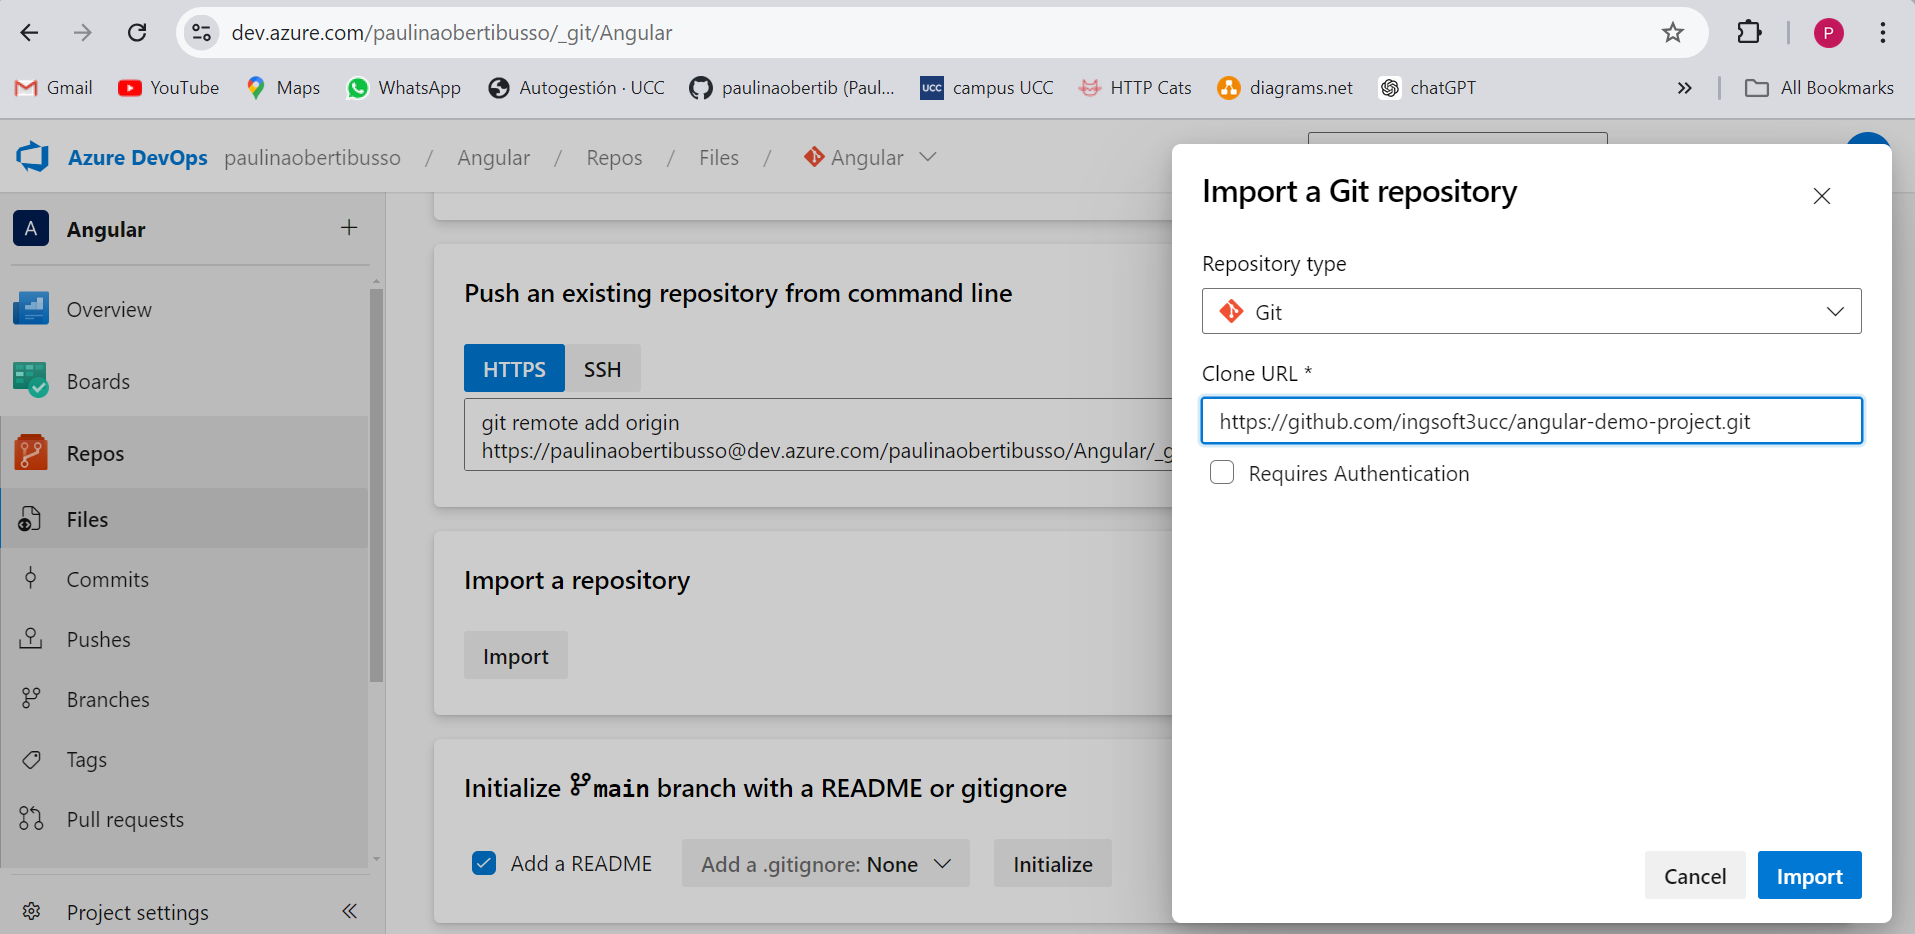 dev.azure.com/paulinaobertibusso/_git/Angular
P
Gmail
YouTube
Maps
WhatsApp
Autogestión · UCC
paulinaobertib (Paul...
UCC
campus UCC
HTTP Cats
diagrams.net
chatGPT
All Bookmarks
Azure DevOps paulinaobertibusso / Angular / Repos / Files / Angular
A
Angular
Overview
Boards
Repos
Files
Commits
Pushes
Branches
Tags
Pull requests
Project settings
Push an existing repository from command line
HTTPS
SSH
git remote add origin
https://paulinaobertibusso@dev.azure.com/paulinaobertibusso/Angular/_g
Import a repository
Import
Initialize main branch with a README or gitignore
Add a README
Add a .gitignore: None
Initialize
Import a Git repository
Repository type
Git
Clone URL *
https://github.com/ingsoft3ucc/angular-demo-project.git
Requires Authentication
Cancel
Import